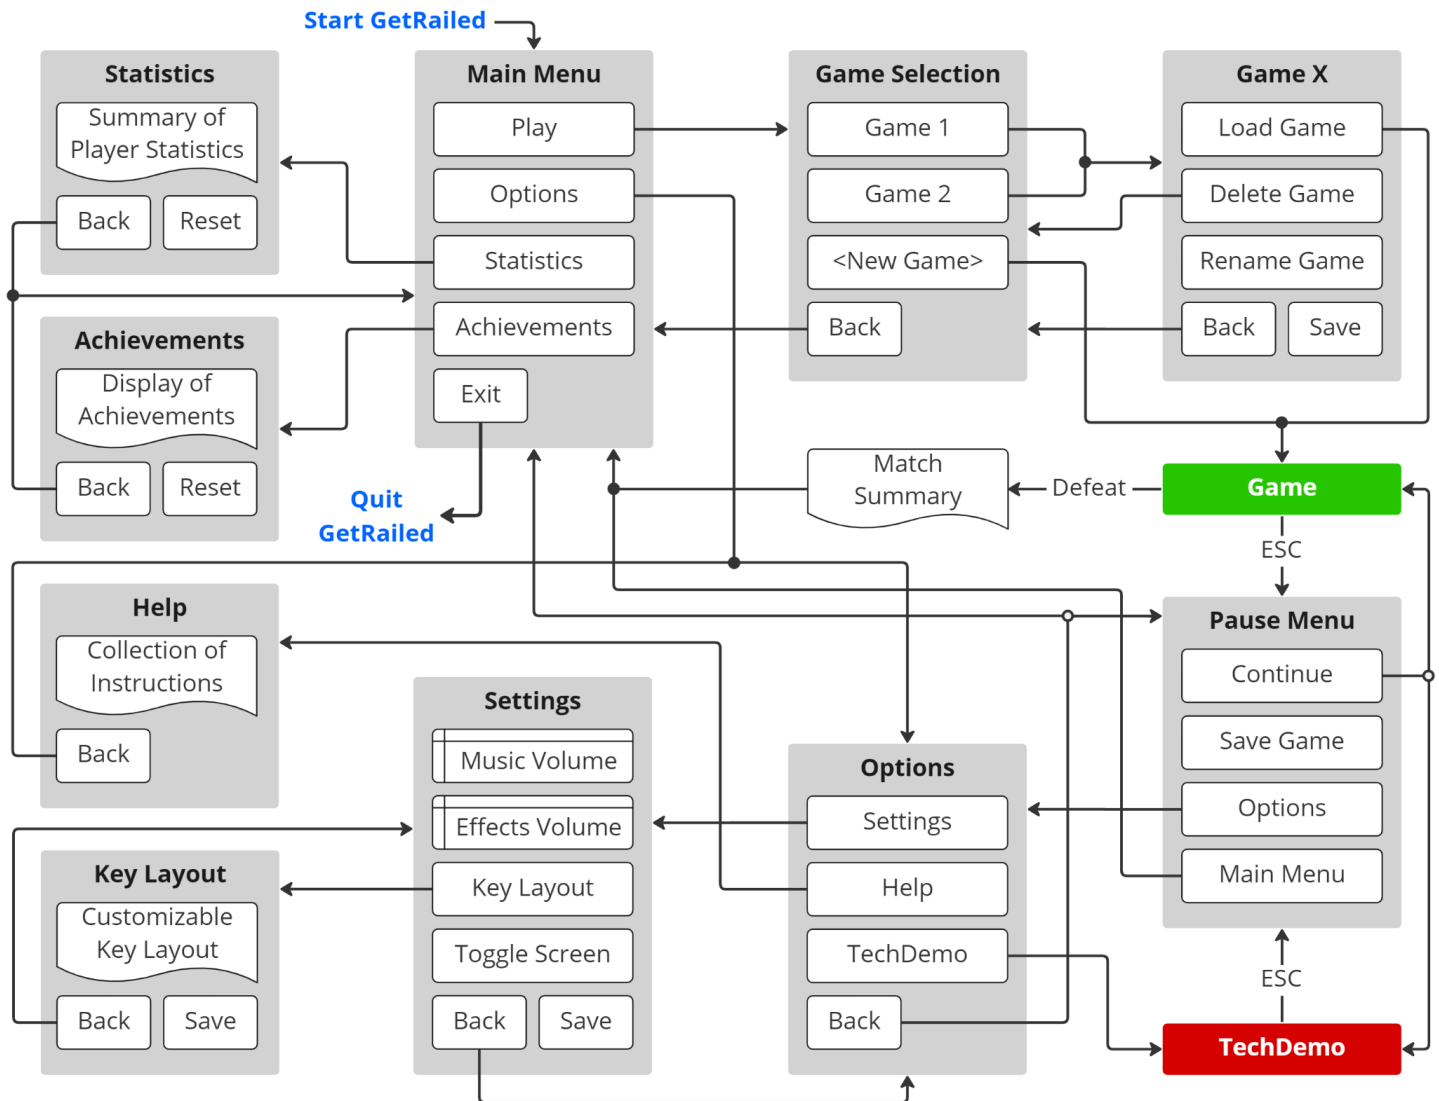 Start GetRailed
Statistics
Summary of
Player Statistics
Back
Reset
Main Menu
Play
Options
Statistics
Achievements
Exit
Game Selection
Game 1
Game 2
<New Game>
Back
Game X
Load Game
Delete Game
Rename Game
Back
Save
Achievements
Display of
Achievements
Back
Reset
Quit
GetRailed
Match
Summary
Defeat
Game
ESC
Help
Collection of
Instructions
Back
Pause Menu
Continue
Save Game
Options
Main Menu
Settings
Music Volume
Effects Volume
Key Layout
Toggle Screen
Back
Save
Options
Settings
Help
TechDemo
Back
Key Layout
Customizable
Key Layout
Back
Save
ESC
TechDemo